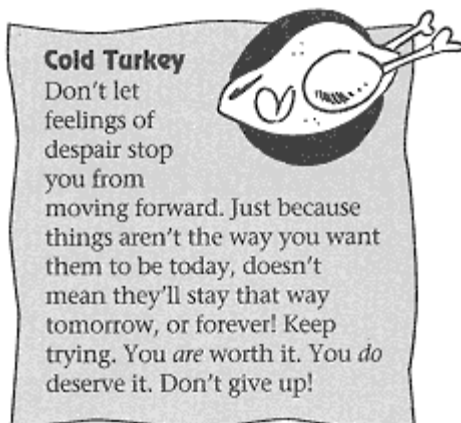 Cold Turkey
Don't let
feelings of
despair stop
you from
moving forward. Just because
things aren't the way you want
them to be today, doesn't
mean they'll stay that way
tomorrow, or forever! Keep
trying. You are worth it. You do
deserve it. Don't give up!